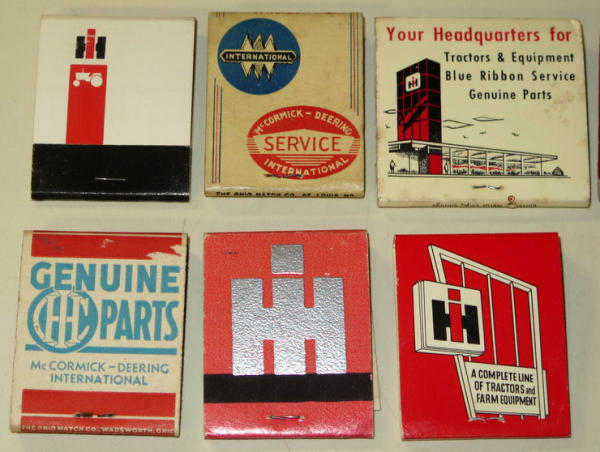 IH
INTERNATIONAL
McCORMICK-DEERING
SERVICE
INTERNATIONAL
THE OHIO MATCH CO. ST. LOUIS, MO.
Your Headquarters for
Tractors & Equipment
Blue Ribbon Service
Genuine Parts
IH
GENUINE
IHC PARTS
McCORMICK-DEERING
INTERNATIONAL
THE OHIO MATCH CO., WADSWORTH, OHIO
IH
IH
A COMPLETE LINE
OF TRACTORS and
FARM EQUIPMENT